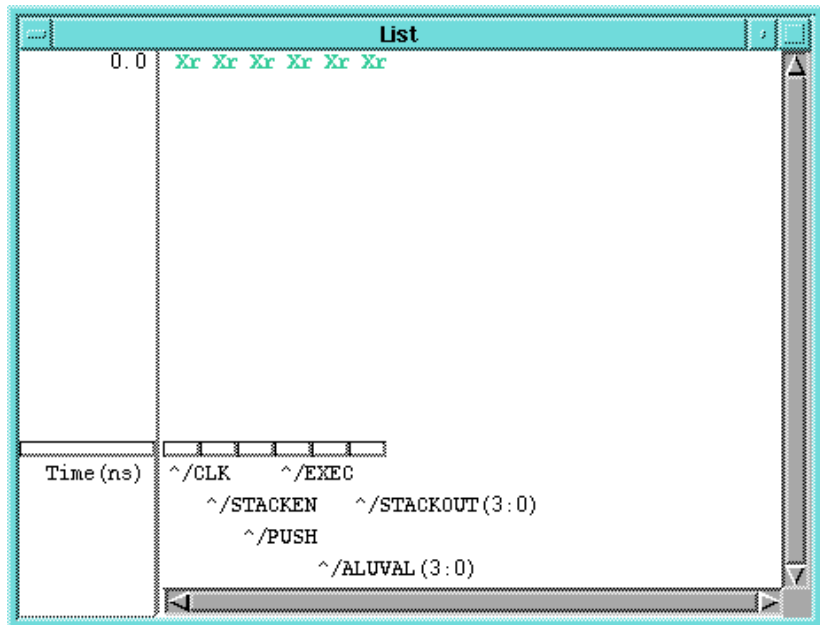 List
0.0 Xr Xr Xr Xr Xr Xr
Time(ns) ^/CLK ^/EXEC
^/STACKEN ^/STACKOUT(3:0)
^/PUSH
^/ALUVAL(3:0)